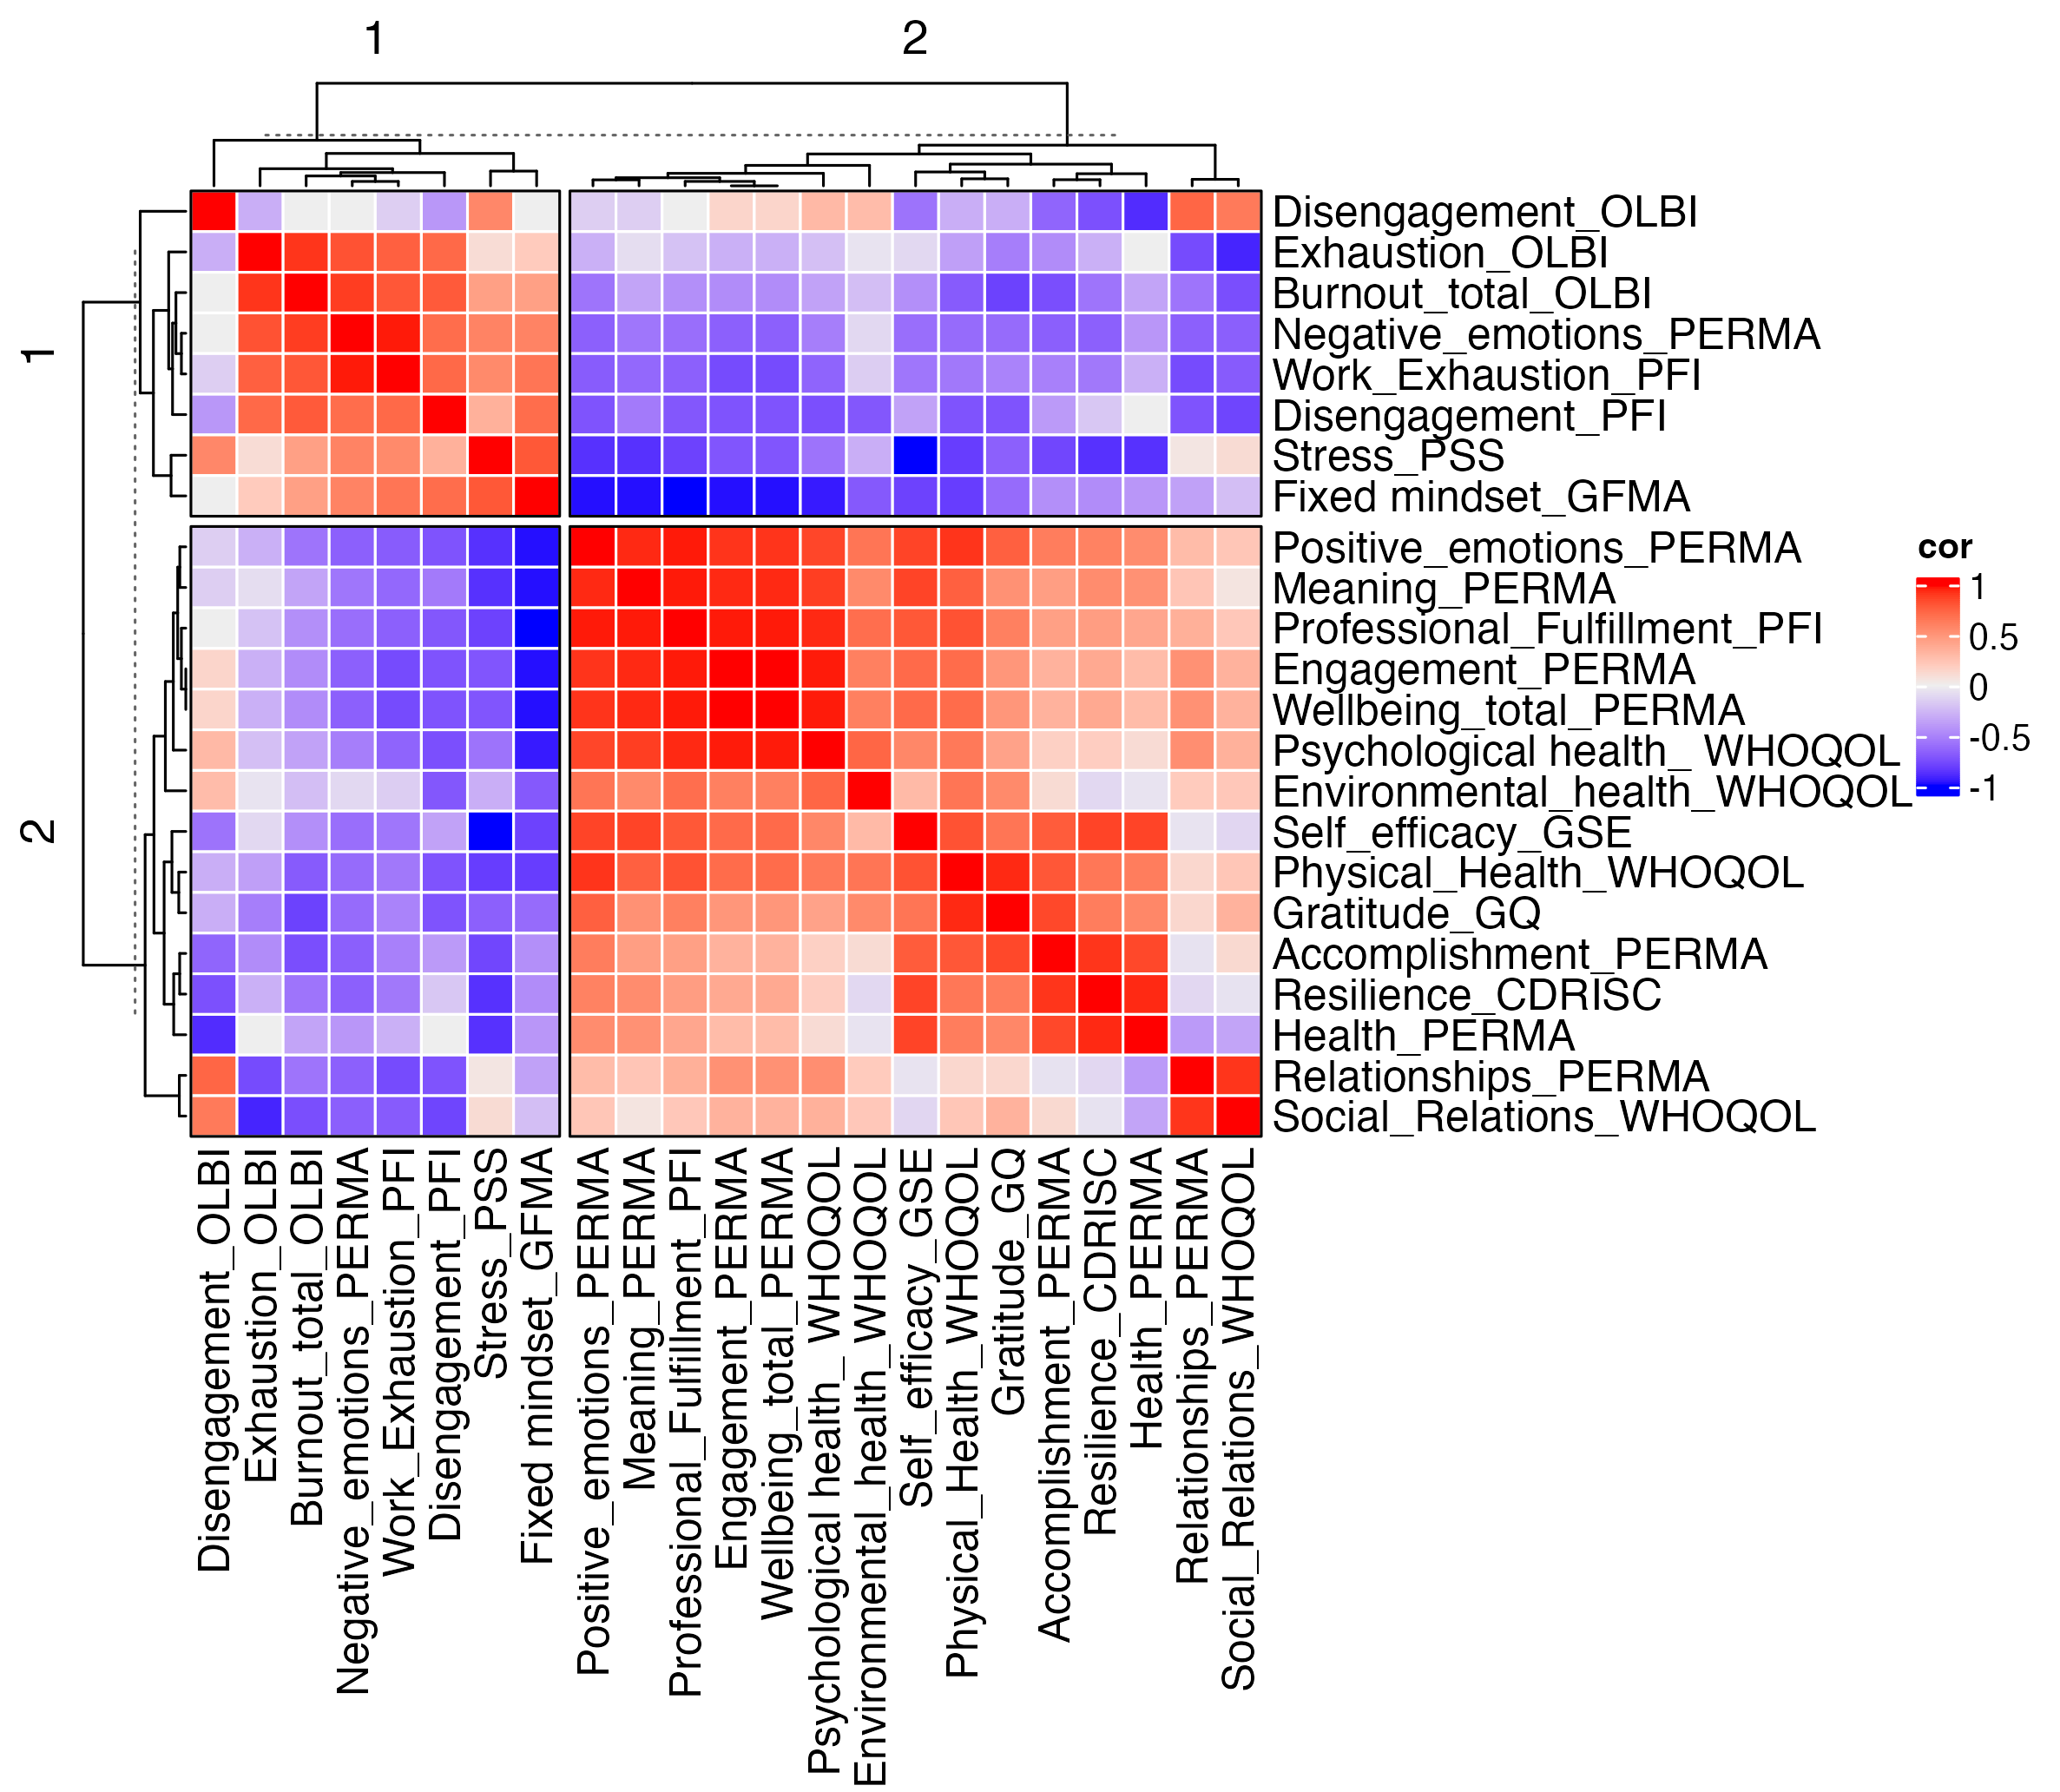 1
2
1
2
Disengagement_OLBI
Exhaustion_OLBI
Burnout_total_OLBI
Negative_emotions_PERMA
Work_Exhaustion_PFI
Disengagement_PFI
Stress_PSS
Fixed mindset_GFMA
Positive_emotions_PERMA
Meaning_PERMA
Professional_Fulfillment_PFI
Engagement_PERMA
Wellbeing_total_PERMA
Psychological health_ WHOQOL
Environmental_health_WHOQOL
Self_efficacy_GSE
Physical_Health_WHOQOL
Gratitude_GQ
Accomplishment_PERMA
Resilience_CDRISC
Health_PERMA
Relationships_PERMA
Social_Relations_WHOQOL
cor
1
0.5
0
-0.5
-1
Disengagement_OLBI
Exhaustion_OLBI
Burnout_total_OLBI
Negative_emotions_PERMA
Work_Exhaustion_PFI
Disengagement_PFI
Stress_PSS
Fixed mindset_GFMA
Positive_emotions_PERMA
Meaning_PERMA
Professional_Fulfillment_PFI
Engagement_PERMA
Wellbeing_total_PERMA
Psychological health_ WHOQOL
Environmental_health_WHOQOL
Self_efficacy_GSE
Physical_Health_WHOQOL
Gratitude_GQ
Accomplishment_PERMA
Resilience_CDRISC
Health_PERMA
Relationships_PERMA
Social_Relations_WHOQOL